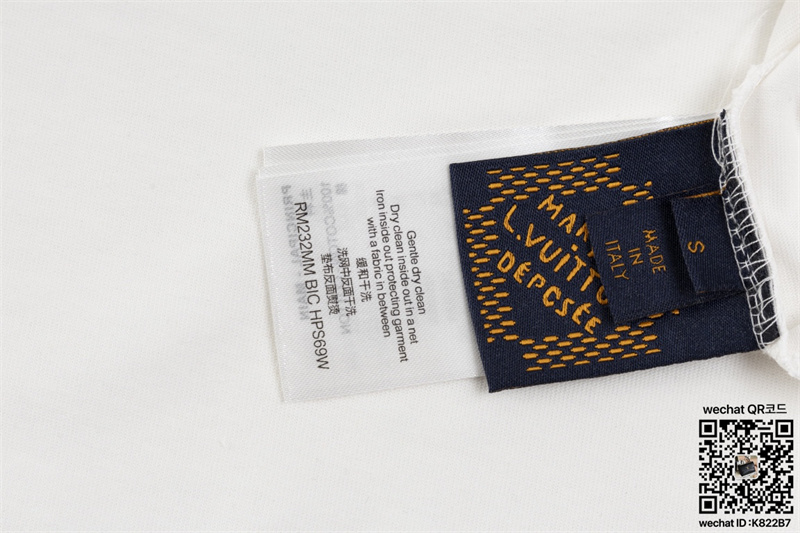 Gentle dry clean
Dry clean inside out in a net
Iron inside out protecting garment
with a fabric in between
缓和干洗
洗网中反面干洗
垫布反面熨烫
RM232MM BIC HPS69W
L.VUITTO
DÉPOSÉE
MADE
IN
ITALY
S
wechat QR코드
wechat ID :K822B7